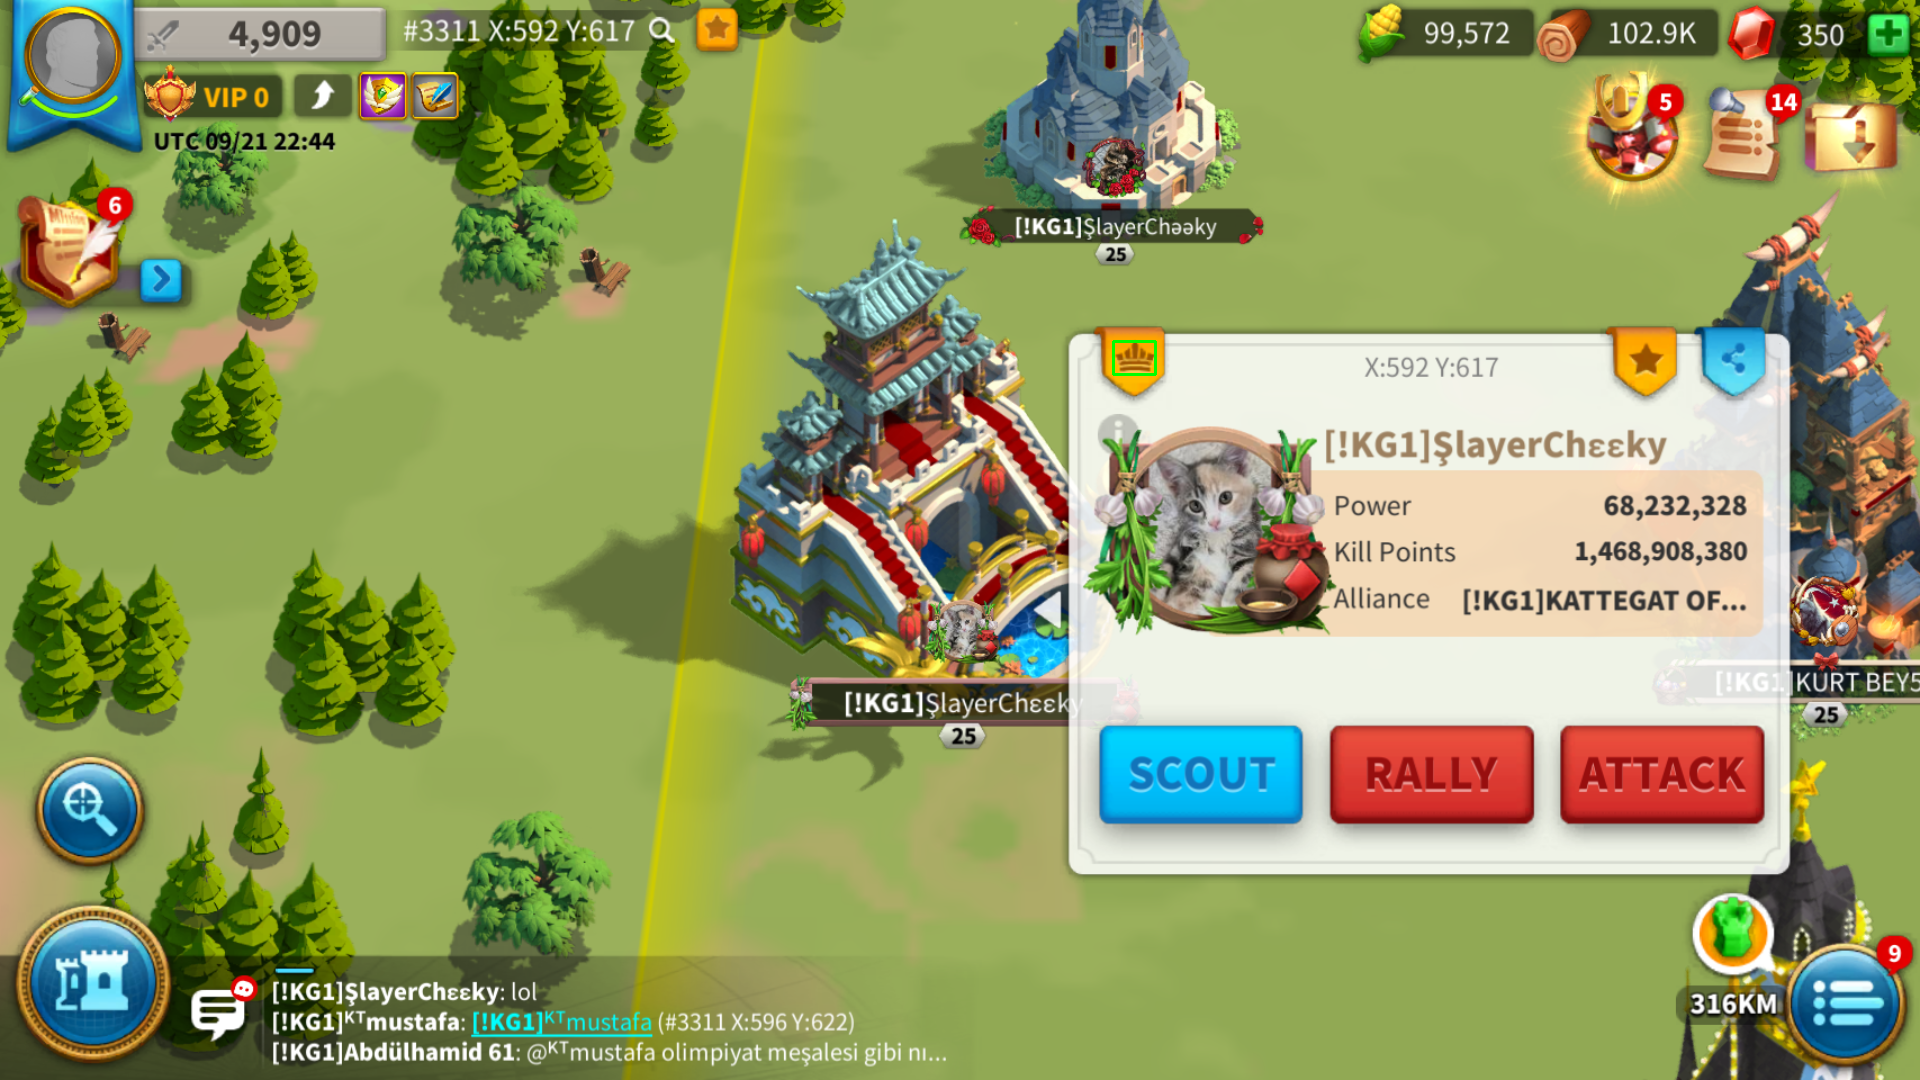 4,909
#3311 X:592 Y:617
99,572
102.9K
350
VIP 0
UTC 09/21 22:44
5
14
6
Mission
[!KG1]ŞlayerChəəky
25
X:592 Y:617
[!KG1]ŞlayerChεεky
Power 68,232,328
Kill Points 1,468,908,380
Alliance [!KG1]KATTEGAT OF...
[!KG1]ŞlayerChεεky
25
[!KG1]KURT BEY5
25
SCOUT
RALLY
ATTACK
316KM
9
[!KG1]ŞlayerChεεky: lol
[!KG1]ᴷᵀmustafa: [!KG1]ᴷᵀmustafa (#3311 X:596 Y:622)
[!KG1]Abdülhamid 61: @ᴷᵀmustafa olimpiyat meşalesi gibi nı...